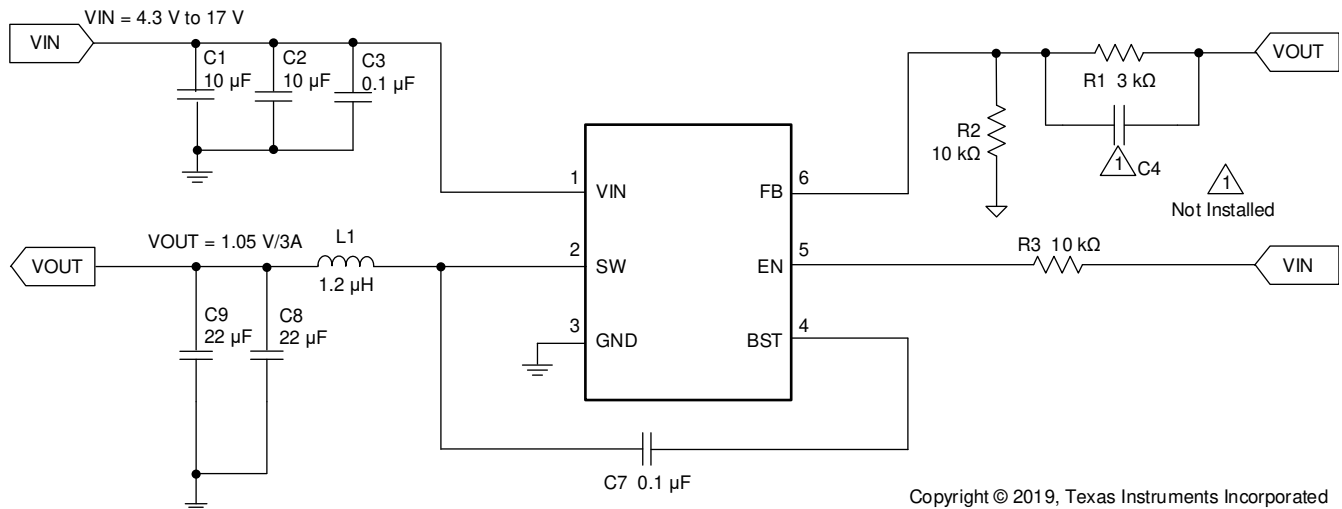 VIN = 4.3 V to 17 V
VIN
C1
10 µF
C2
10 µF
C3
0.1 µF
VOUT
R1 3 kΩ
R2
10 kΩ
1
C4
1
Not Installed
1
VIN
FB
6
VOUT = 1.05 V/3A
L1
1.2 µH
VOUT
2
SW
EN
5
R3 10 kΩ
VIN
C9
22 µF
C8
22 µF
3
GND
BST
4
C7 0.1 µF
Copyright © 2019, Texas Instruments Incorporated